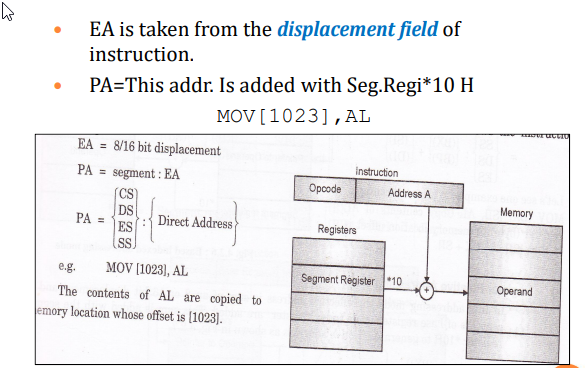 EA is taken from the displacement field of
instruction.
PA=This addr. Is added with Seg.Regi*10 H
MOV[1023],AL
EA = 8/16 bit displacement
PA = segment : EA
PA = {CS DS ES SS} : {Direct Address}
e.g. MOV [1023], AL
The contents of AL are copied to
emory location whose offset is [1023].
Instruction
Opcode Address A
Registers
Segment Register *10
+
Memory
Operand